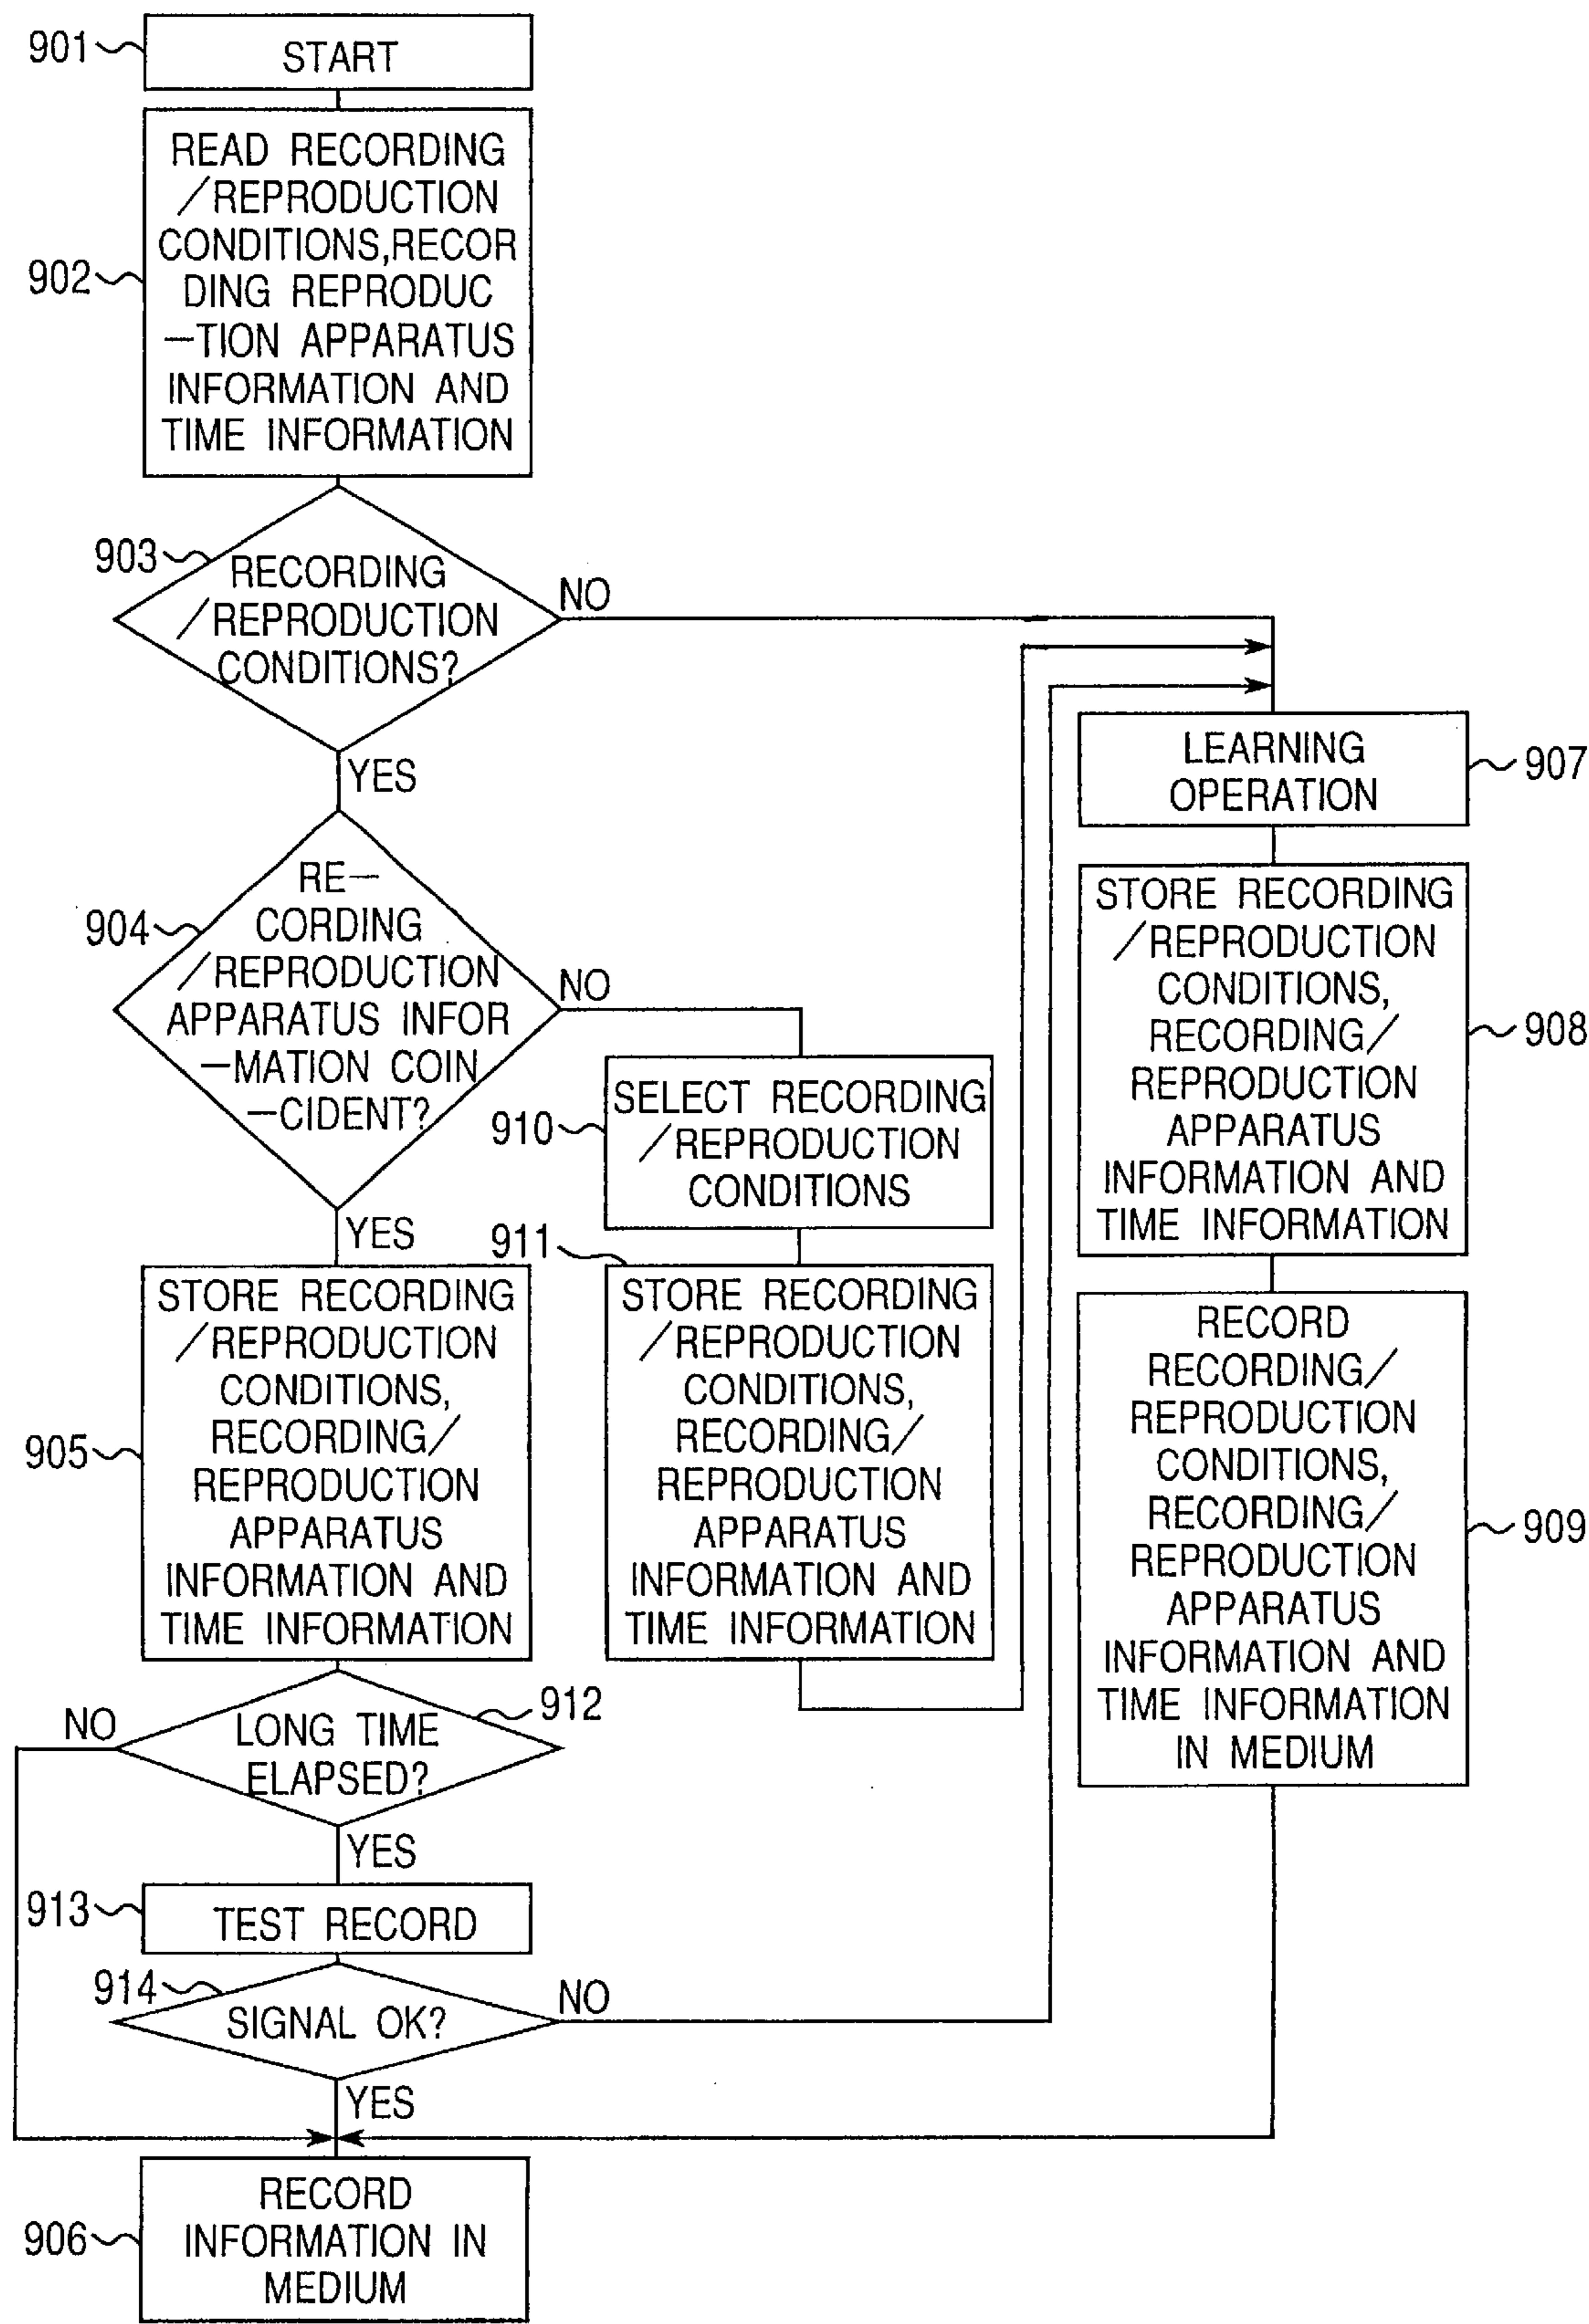 901
START
902
READ RECORDING
/REPRODUCTION
CONDITIONS,RECOR
DING REPRODUC
-TION APPARATUS
INFORMATION AND
TIME INFORMATION
903
RECORDING
/REPRODUCTION
CONDITIONS?
NO
YES
904
RE-
CORDING
/REPRODUCTION
APPARATUS INFOR
-MATION COIN
-CIDENT?
NO
YES
905
STORE RECORDING
/REPRODUCTION
CONDITIONS,
RECORDING/
REPRODUCTION
APPARATUS
INFORMATION AND
TIME INFORMATION
910
SELECT RECORDING
/REPRODUCTION
CONDITIONS
911
STORE RECORDING
/REPRODUCTION
CONDITIONS,
RECORDING/
REPRODUCTION
APPARATUS
INFORMATION AND
TIME INFORMATION
LEARNING
OPERATION
907
STORE RECORDING
/REPRODUCTION
CONDITIONS,
RECORDING/
REPRODUCTION
APPARATUS
INFORMATION AND
TIME INFORMATION
908
RECORD
RECORDING/
REPRODUCTION
CONDITIONS,
RECORDING/
REPRODUCTION
APPARATUS
INFORMATION AND
TIME INFORMATION
IN MEDIUM
909
912
LONG TIME
ELAPSED?
NO
YES
913
TEST RECORD
914
SIGNAL OK?
NO
YES
906
RECORD
INFORMATION IN
MEDIUM